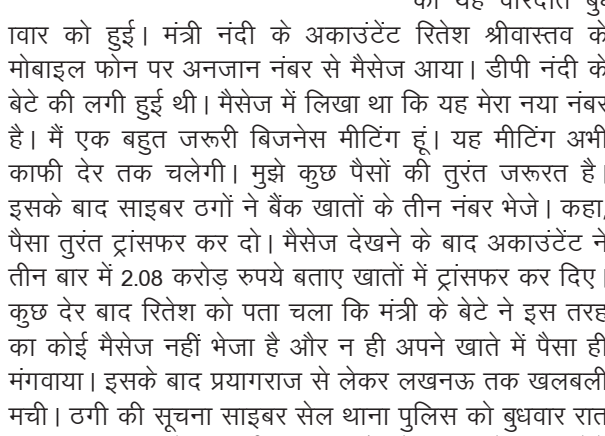 को यह वारदात बुध
ावार को हुई। मंत्री नंदी के अकाउंटेंट रितेश श्रीवास्तव के
मोबाइल फोन पर अनजान नंबर से मैसेज आया। डीपी नंदी के
बेटे की लगी हुई थी। मैसेज में लिखा था कि यह मेरा नया नंबर
है। मैं एक बहुत जरूरी बिजनेस मीटिंग हूं। यह मीटिंग अभी
काफी देर तक चलेगी। मुझे कुछ पैसों की तुरंत जरूरत है।
इसके बाद साइबर ठगों ने बैंक खातों के तीन नंबर भेजे। कहा,
पैसा तुरंत ट्रांसफर कर दो। मैसेज देखने के बाद अकाउंटेंट ने
तीन बार में 2.08 करोड़ रुपये बताए खातों में ट्रांसफर कर दिए।
कुछ देर बाद रितेश को पता चला कि मंत्री के बेटे ने इस तरह
का कोई मैसेज नहीं भेजा है और न ही अपने खाते में पैसा ही
मंगवाया। इसके बाद प्रयागराज से लेकर लखनऊ तक खलबली
मची। ठगी की सूचना साइबर सेल थाना पुलिस को बुधवार रात